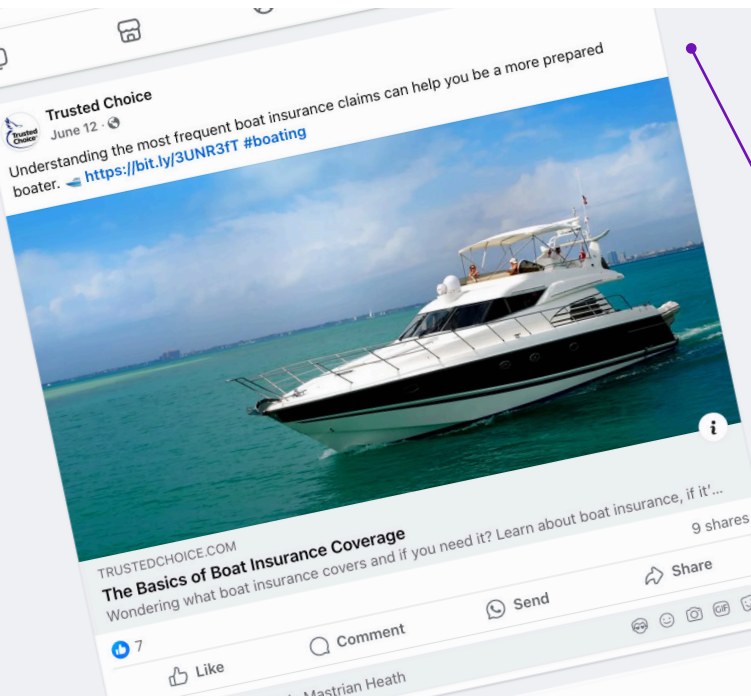 Trusted Choice
June 12 ·
Trusted
Choice
Understanding the most frequent boat insurance claims can help you be a more prepared
boater. 🛥️ https://bit.ly/3UNR3fT #boating
i
TRUSTEDCHOICE.COM
The Basics of Boat Insurance Coverage
Wondering what boat insurance covers and if you need it? Learn about boat insurance, if it'...
7
9 shares
Like
Comment
Send
Share
Mastrian Heath
GIF